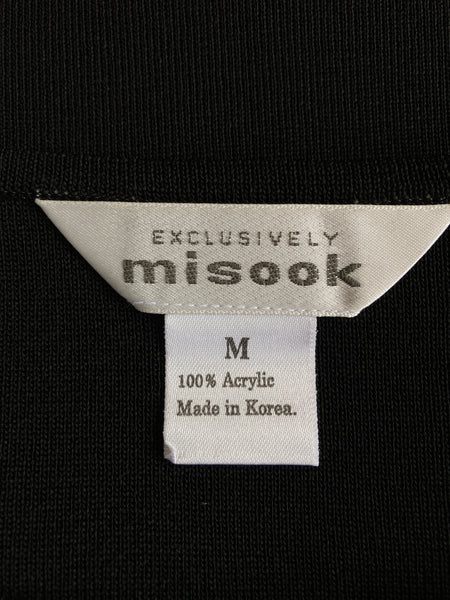 EXCLUSIVELY
misook
M
100% Acrylic
Made in Korea.